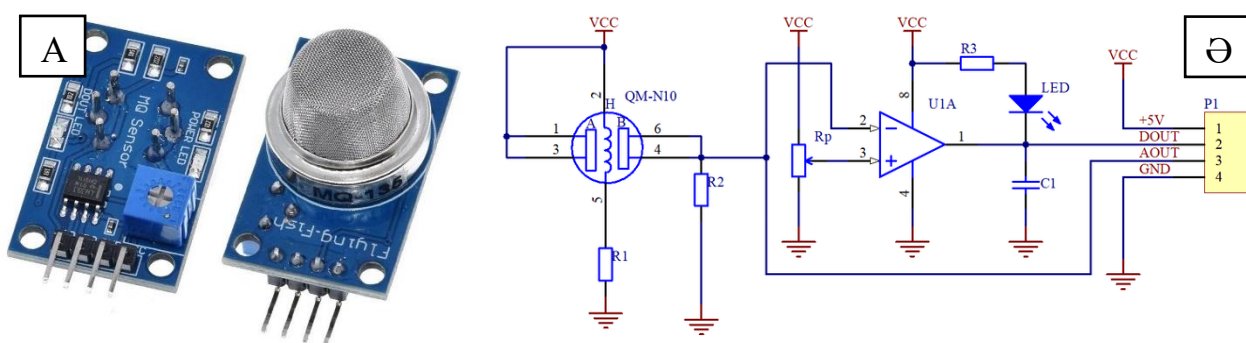 A
DOUT LED
MQ Sensor
POWER LED
MQ-135
Flying-Fish
VCC
2
H
QM-N10
A
B
1
3
6
4
5
R1
R2
VCC
Rp
VCC
R3
LED
8
U1A
2
3
1
4
C1
Ə
VCC
P1
+5V
1
DOUT
2
AOUT
3
GND
4